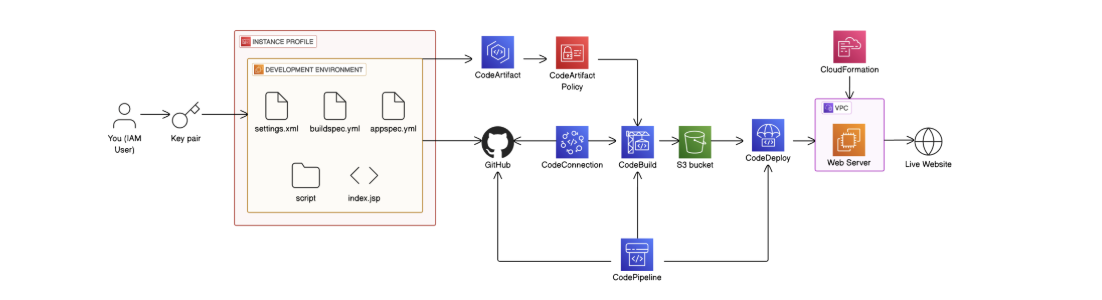 INSTANCE PROFILE
DEVELOPMENT ENVIRONMENT
settings.xml
buildspec.yml
appspec.yml
script
index.jsp
You (IAM
User)
Key pair
CodeArtifact
CodeArtifact
Policy
GitHub
CodeConnection
CodeBuild
S3 bucket
CodeDeploy
CloudFormation
VPC
Web Server
Live Website
CodePipeline